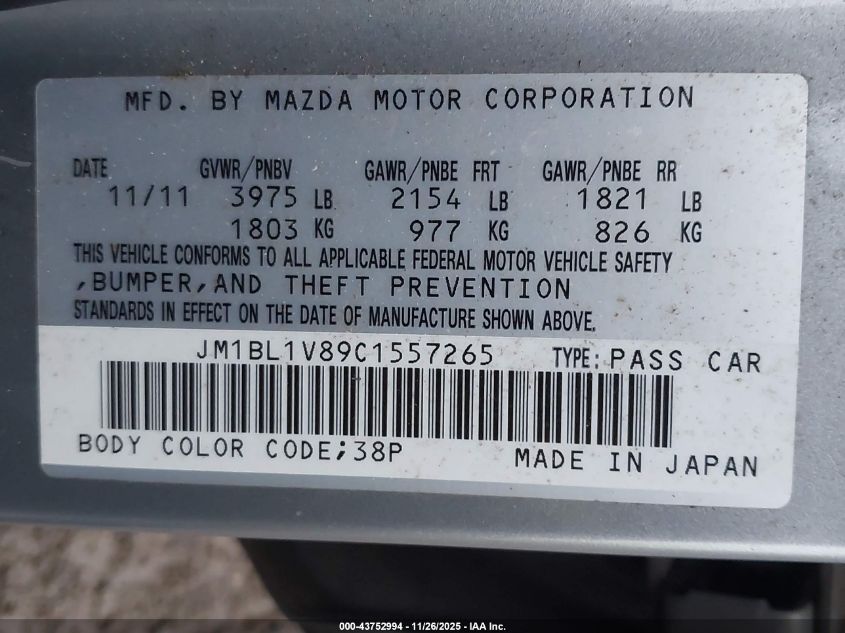 MFD. BY MAZDA MOTOR CORPORATION
DATE GVWR/PNBV GAWR/PNBE FRT GAWR/PNBE RR
11/11 3975 LB 2154 LB 1821 LB
1803 KG 977 KG 826 KG
THIS VEHICLE CONFORMS TO ALL APPLICABLE FEDERAL MOTOR VEHICLE SAFETY
,BUMPER,AND THEFT PREVENTION
STANDARDS IN EFFECT ON THE DATE OF MANUFACTURE SHOWN ABOVE.
JM1BL1V89C1557265 TYPE: PASS CAR
BODY COLOR CODE;38P MADE IN JAPAN
000-43752994 - 11/26/2025 - IAA Inc.